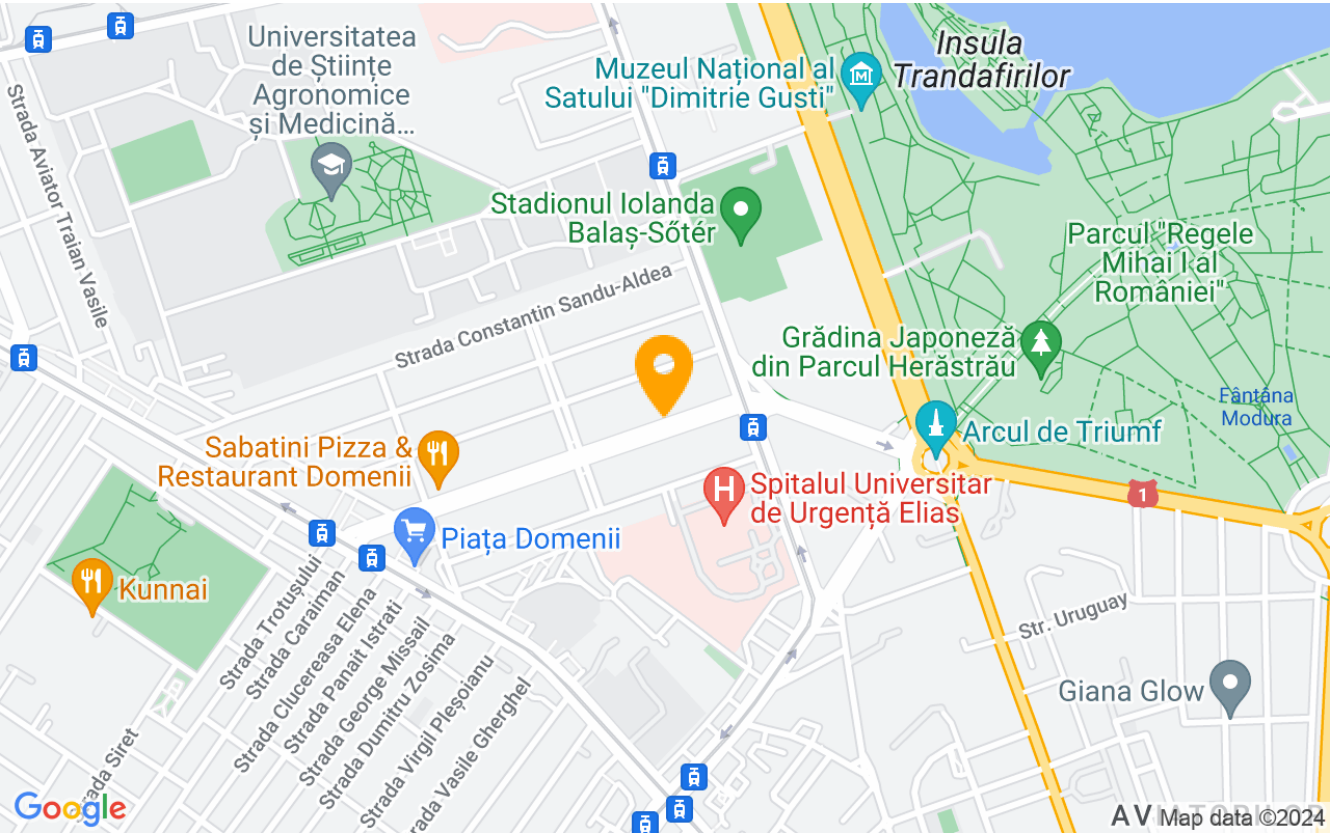 Universitatea
de Științe
Agronomice
și Medicină...
Insula
Trandafirilor
Muzeul Național al
Satului "Dimitrie Gusti"
Strada Aviator Traian Vasile
Stadionul Iolanda
Balaș-Sőtér
Parcul "Regele
Mihai I al
României"
Strada Constantin Sandu-Aldea
Grădina Japoneză
din Parcul Herăstrău
Fântâna
Modura
Arcul de Triumf
Sabatini Pizza &
Restaurant Domenii
Spitalul Universitar
de Urgență Elias
1
Piața Domenii
Kunnai
Strada Trotușului
Strada Caraiman
Strada Clucereasa Elena
Strada Panait Istrati
Strada George Missail
Strada Dumitru Zosima
Strada Virgil Pleșoianu
Strada Vasile Gherghel
Str. Uruguay
Giana Glow
Strada Siret
Google
Map data ©2024